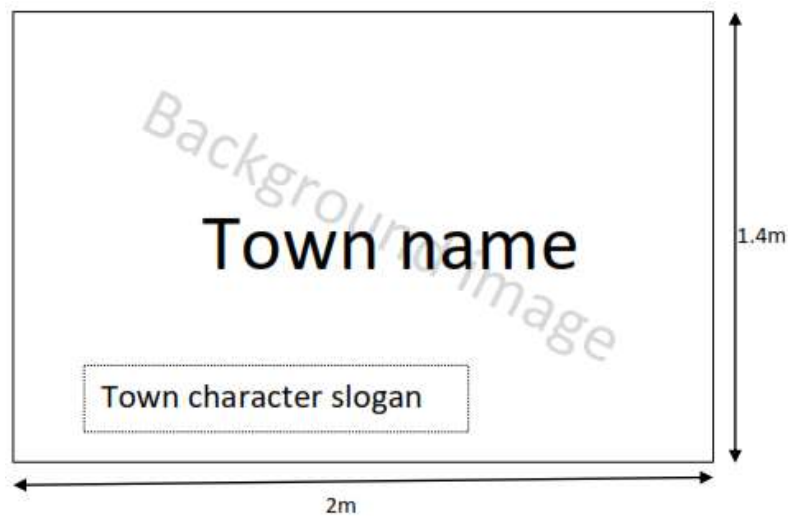 Background image
Town name
1.4m
Town character slogan
2m